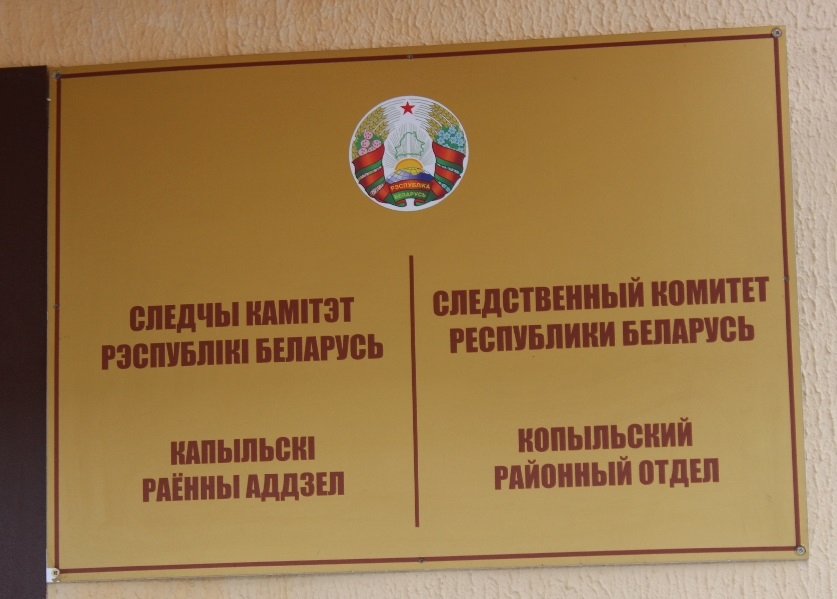 РЭСПУБЛІКА
БЕЛАРУСЬ
СЛЕДЧЫ КАМІТЭТ
РЭСПУБЛІКІ БЕЛАРУСЬ
КАПЫЛЬСКІ
РАЁННЫ АДДЗЕЛ
СЛЕДСТВЕННЫЙ КОМИТЕТ
РЕСПУБЛИКИ БЕЛАРУСЬ
КОПЫЛЬСКИЙ
РАЙОННЫЙ ОТДЕЛ